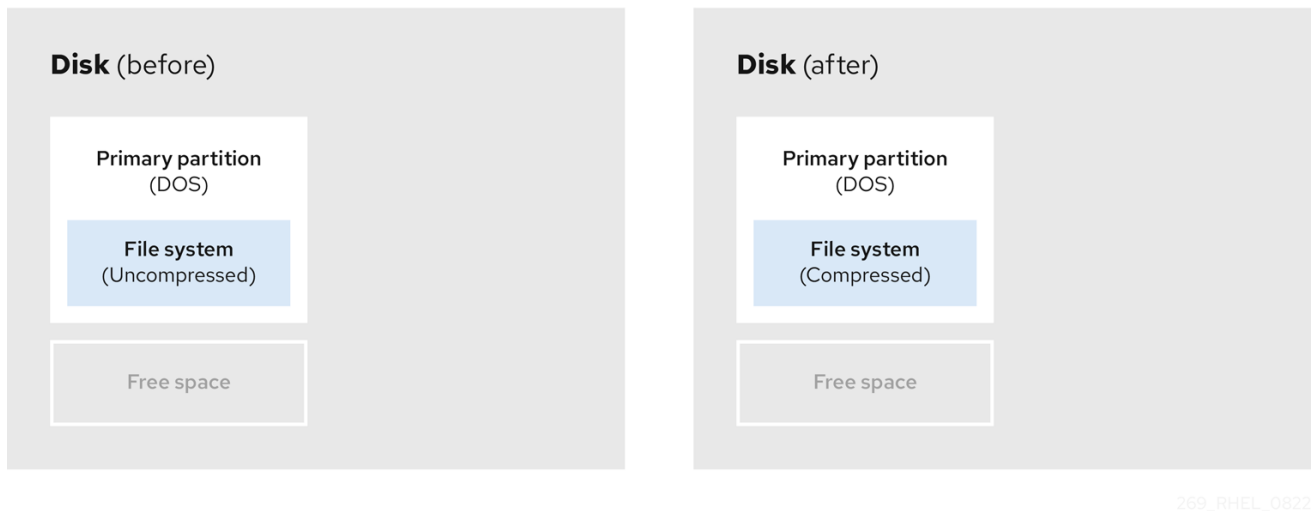 Disk (before)
Primary partition
(DOS)
File system
(Uncompressed)
Free space
Disk (after)
Primary partition
(DOS)
File system
(Compressed)
Free space
269_RHEL_0822